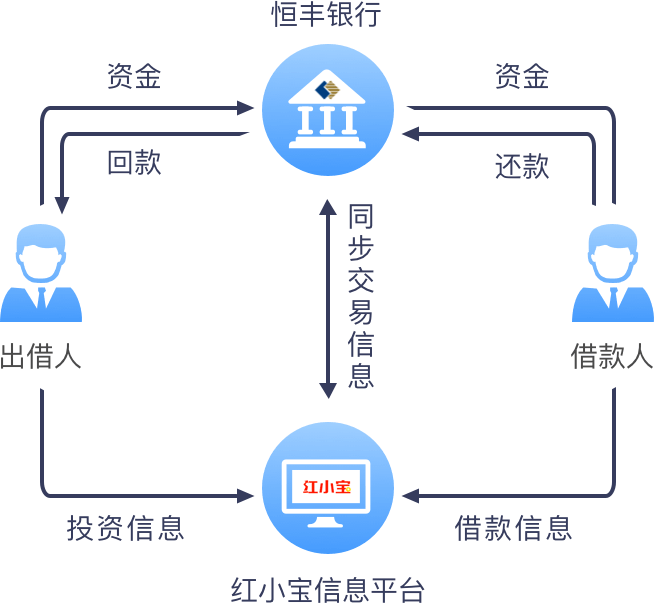 恒丰银行
资金
资金
回款
还款
同步交易信息
出借人
借款人
红小宝
投资信息
借款信息
红小宝信息平台